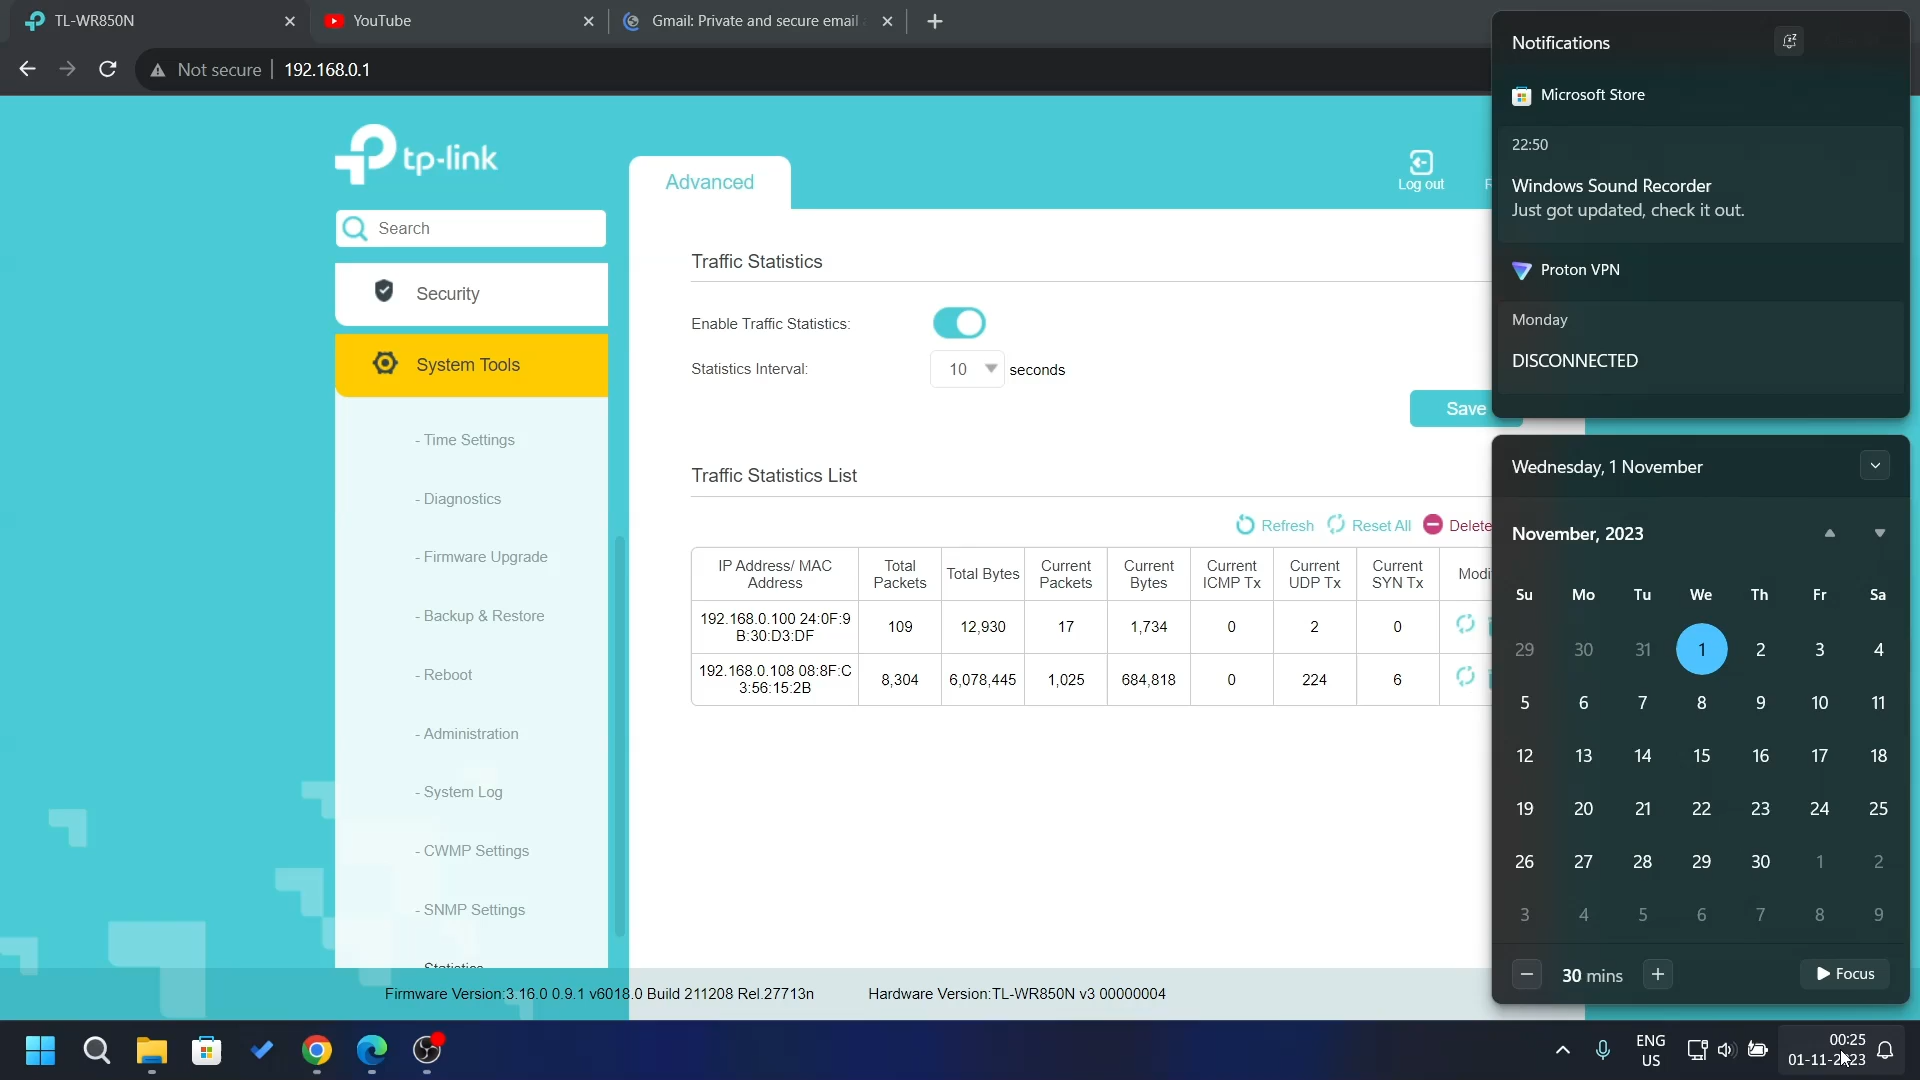 TL-WR850N
YouTube
Gmail: Private and secure email
Not secure
192.168.0.1
tp-link
Search
Security
System Tools
- Time Settings
- Diagnostics
- Firmware Upgrade
- Backup & Restore
- Reboot
- Administration
- System Log
- CWMP Settings
- SNMP Settings
- Statistics
Advanced
Log out
R
Traffic Statistics
Enable Traffic Statistics:
Statistics Interval:
10
seconds
Save
Traffic Statistics List
Refresh
Reset All
Delete
IP Address/ MAC
Address
Total
Packets
Total Bytes
Current
Packets
Current
Bytes
Current
ICMP Tx
Current
UDP Tx
Current
SYN Tx
Modi
192.168.0.100 24:0F:9
B:30:D3:DF
109
12,930
17
1,734
0
2
0
192.168.0.108 08:8F:C
3:56:15:2B
8,304
6,078,445
1,025
684,818
0
224
6
Firmware Version:3.16.0 0.9.1 v6018.0 Build 211208 Rel.27713n
Hardware Version:TL-WR850N v3 00000004
Notifications
Microsoft Store
22:50
Windows Sound Recorder
Just got updated, check it out.
Proton VPN
Monday
DISCONNECTED
Wednesday, 1 November
November, 2023
Su Mo Tu We Th Fr Sa
29 30 31 1 2 3 4
5 6 7 8 9 10 11
12 13 14 15 16 17 18
19 20 21 22 23 24 25
26 27 28 29 30 1 2
3 4 5 6 7 8 9
30 mins
Focus
ENG
US
00:25
01-11-2023